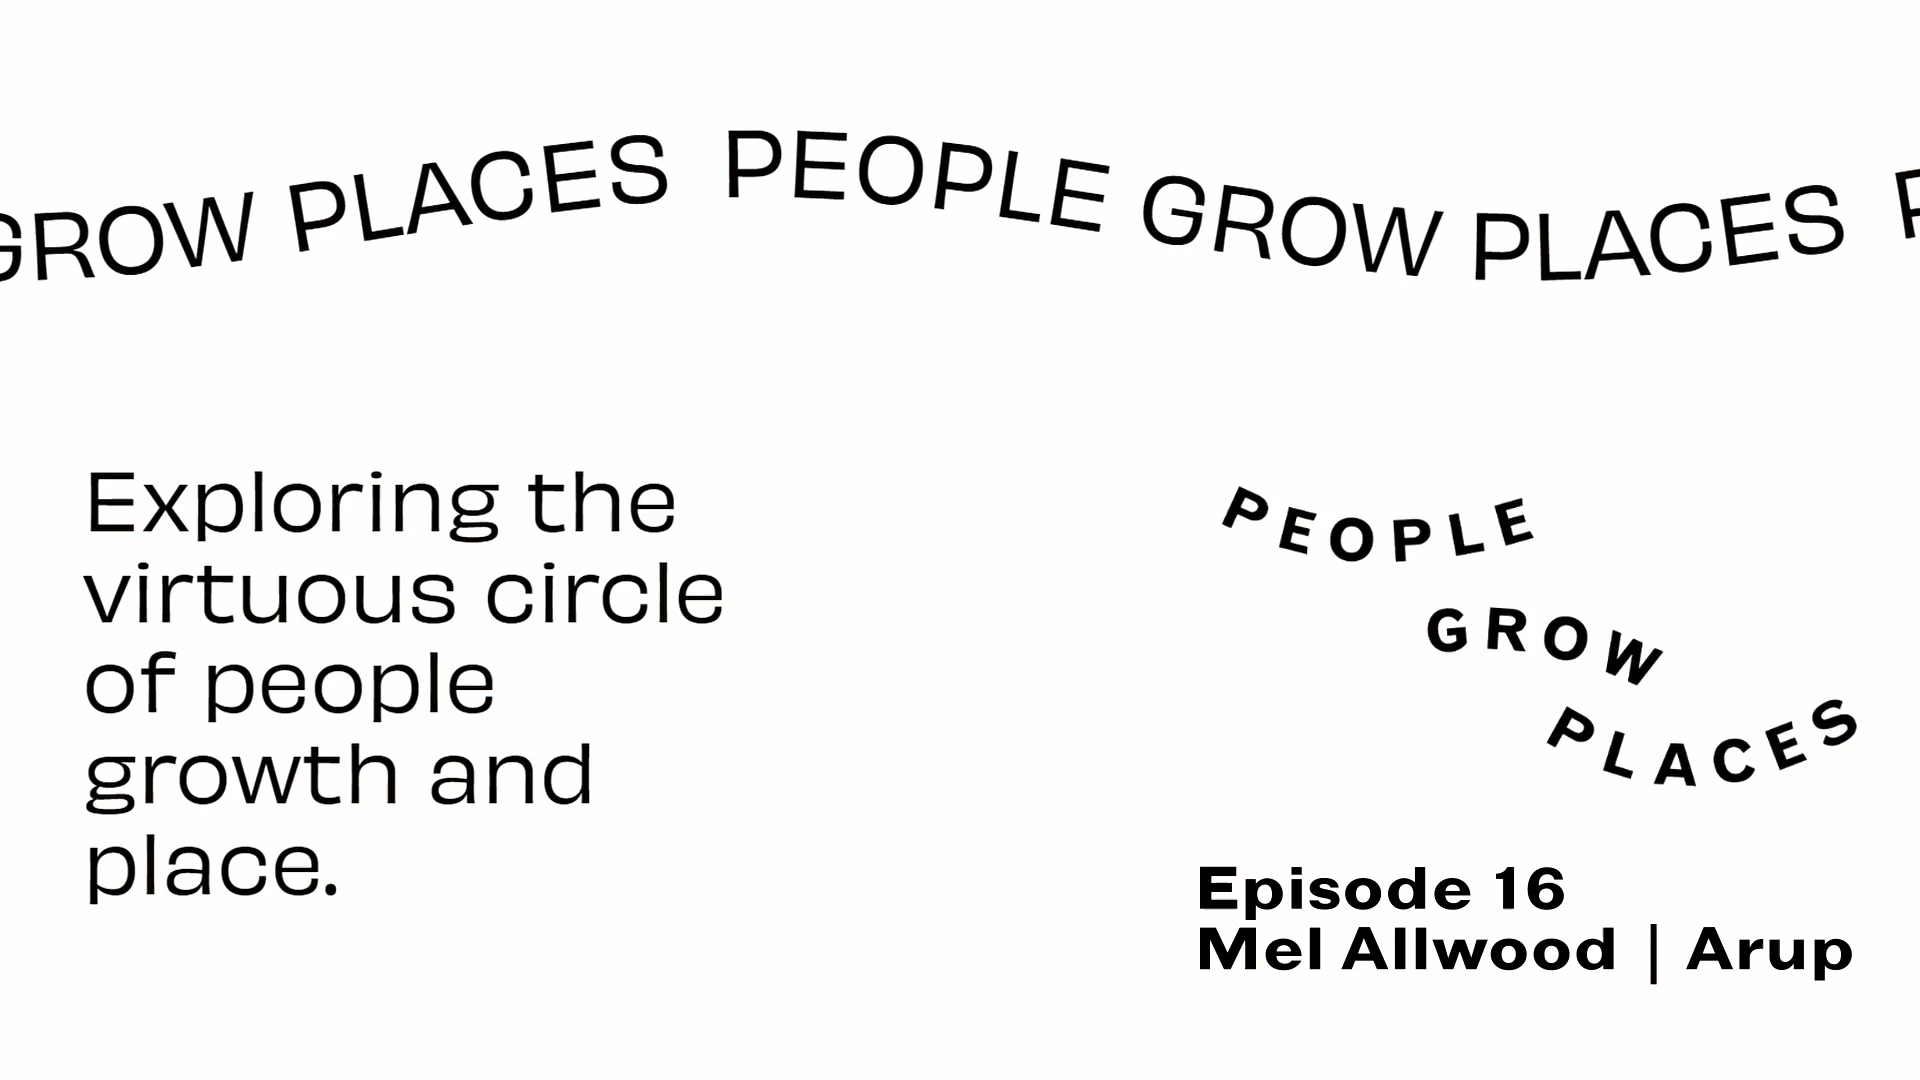 GROW PLACES PEOPLE GROW PLACES P
Exploring the
virtuous circle
of people
growth and
place.
PEOPLE
GROW
PLACES
Episode 16
Mel Allwood | Arup